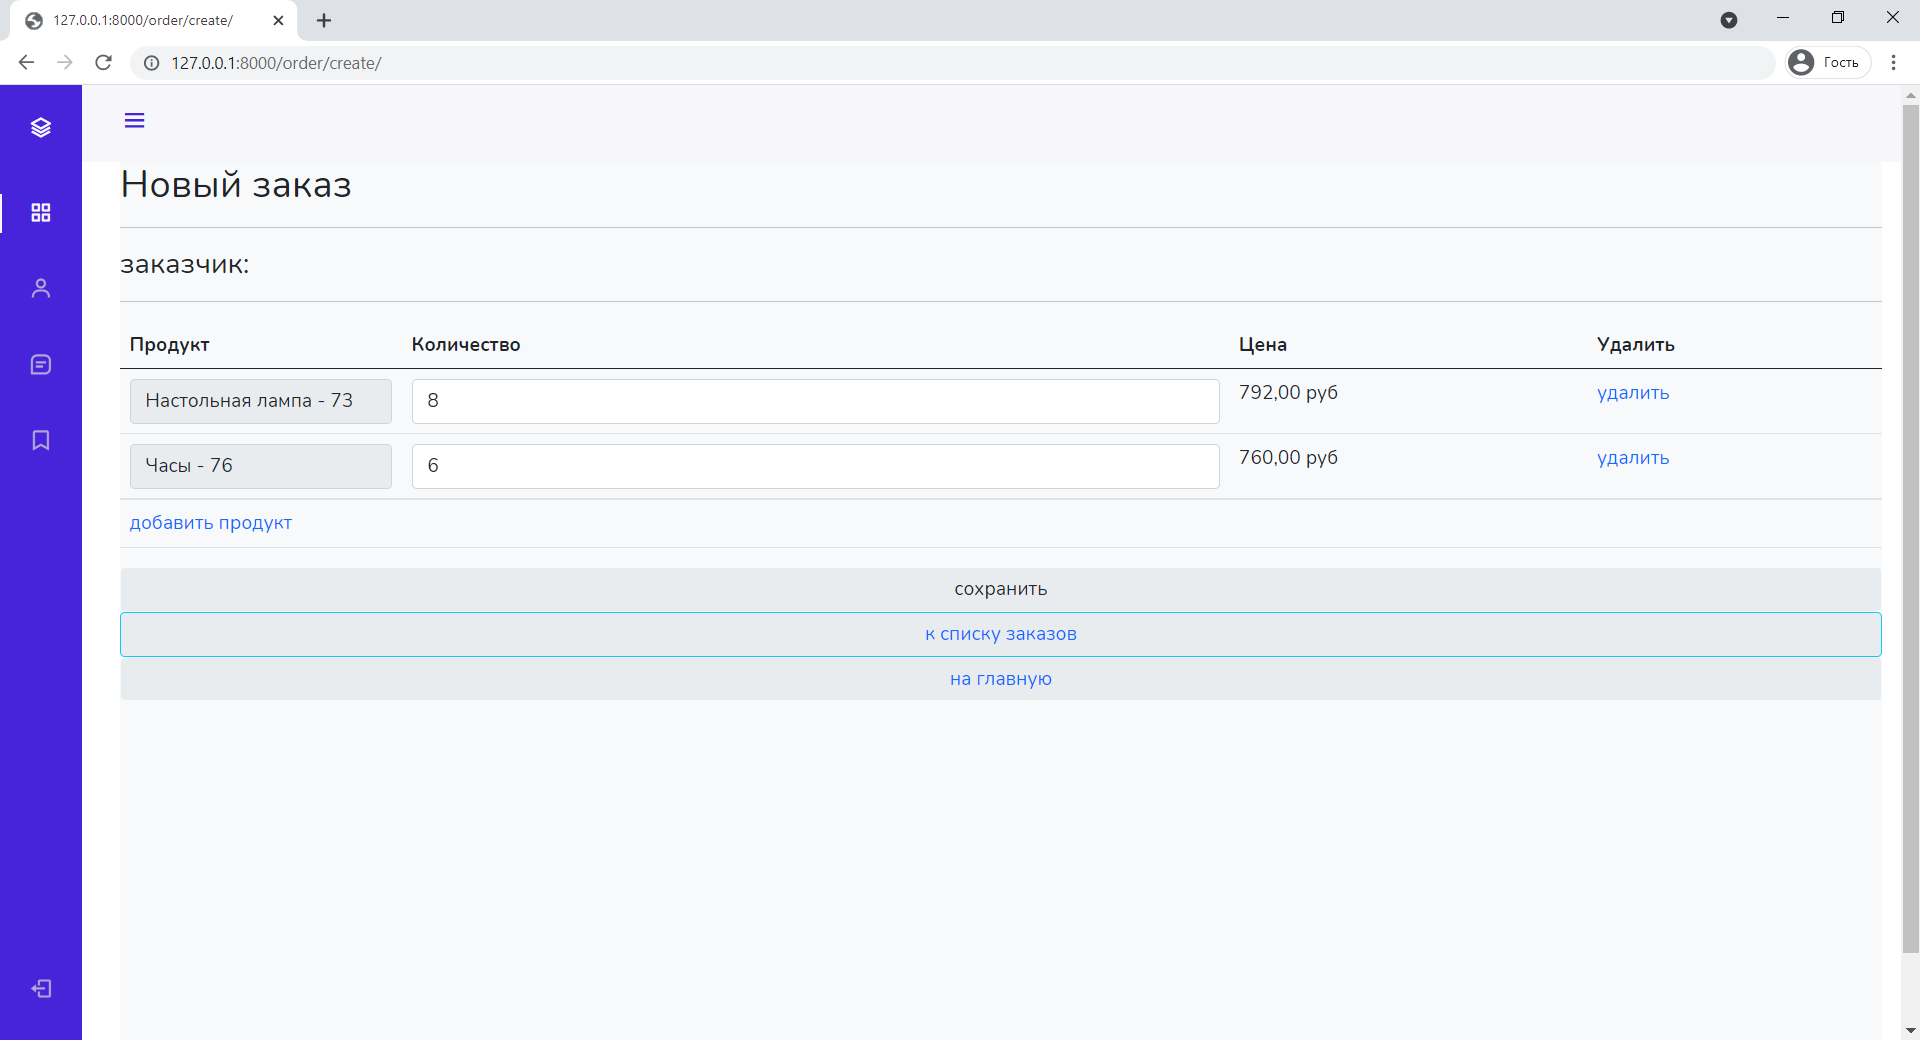 127.0.0.1:8000/order/create/
127.0.0.1:8000/order/create/
Гость
Новый заказ
заказчик:
Продукт Количество Цена Удалить
Настольная лампа - 73 8 792,00 руб удалить
Часы - 76 6 760,00 руб удалить
добавить продукт
сохранить
к списку заказов
на главную